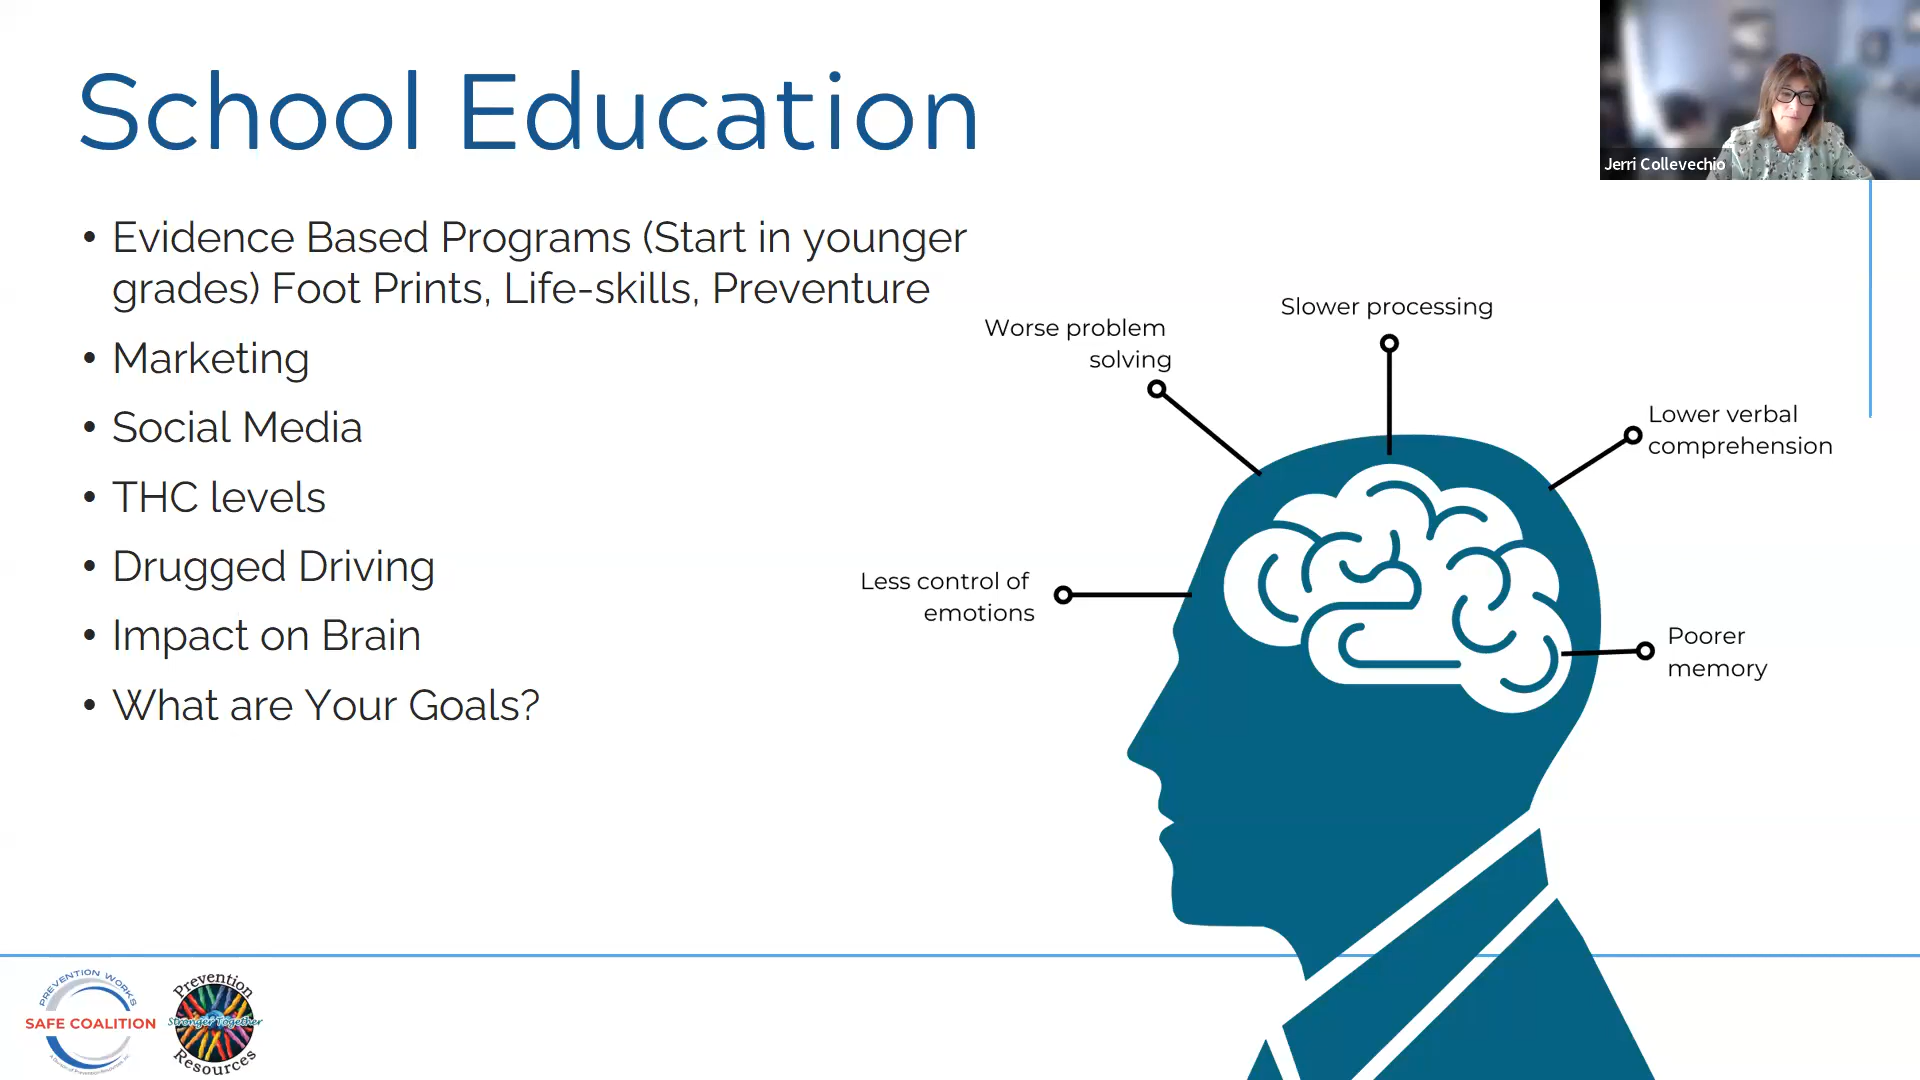 School Education
Jerri Collevechio
• Evidence Based Programs (Start in younger
grades) Foot Prints, Life-skills, Preventure
• Marketing
• Social Media
• THC levels
• Drugged Driving
• Impact on Brain
• What are Your Goals?
Worse problem
solving
Slower processing
Lower verbal
comprehension
Less control of
emotions
Poorer
memory
PREVENTION WORKS
SAFE COALITION
Prevention
Stronger Together
Resources